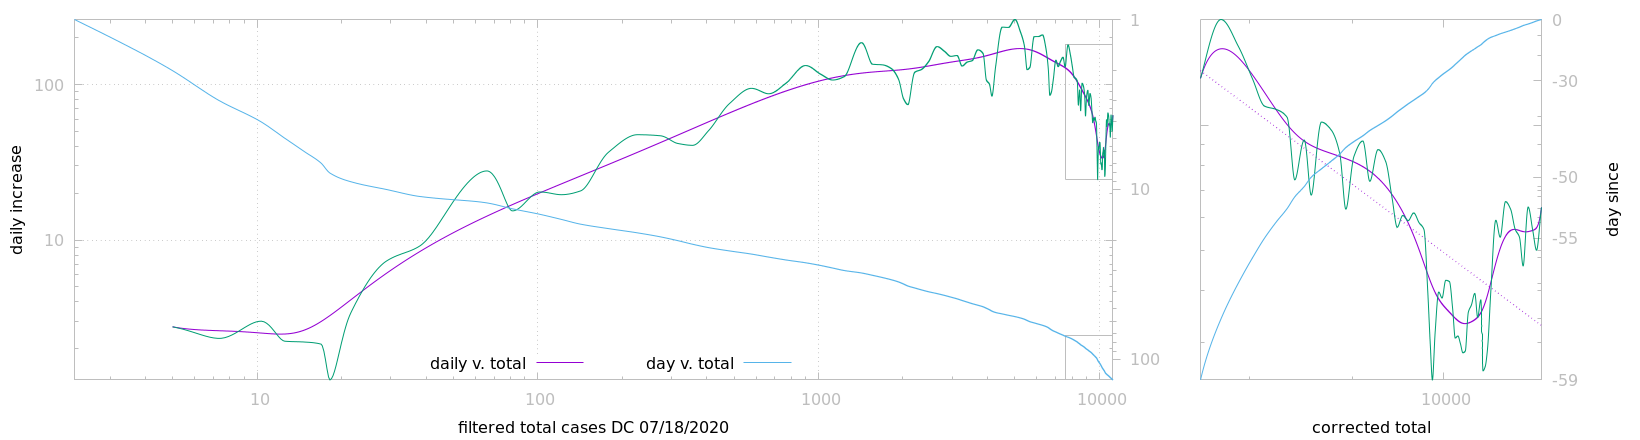 daily increase
100
10
daily v. total
day v. total
10
100
1000
10000
filtered total cases DC 07/18/2020
1
10
100
0
-30
-50
-55
-59
day since
10000
corrected total